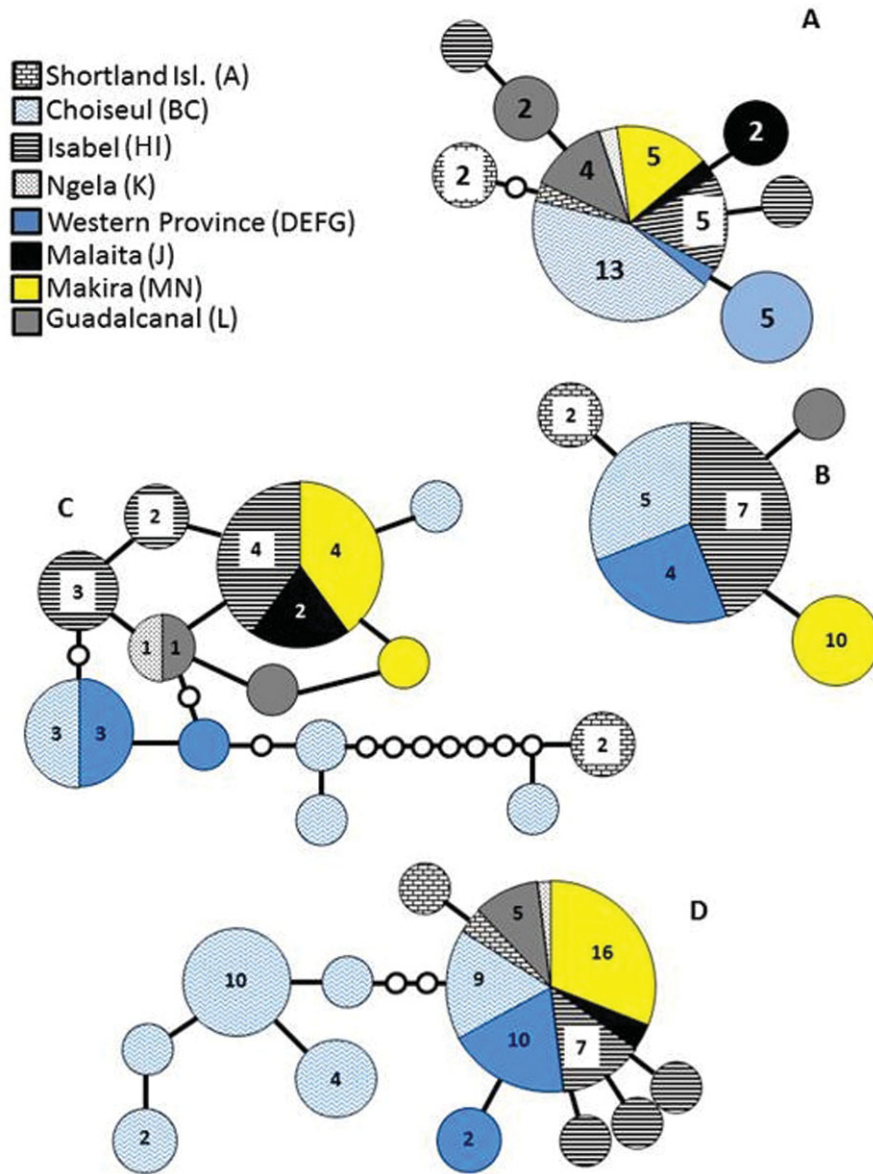 A
Shortland Isl. (A)
Choiseul (BC)
Isabel (HI)
Ngela (K)
Western Province (DEFG)
Malaita (J)
Makira (MN)
Guadalcanal (L)
2
2
4
5
2
5
13
5
B
2
5
7
4
10
C
2
3
4
4
2
1
1
3
3
2
D
5
16
9
10
10
7
4
2
2